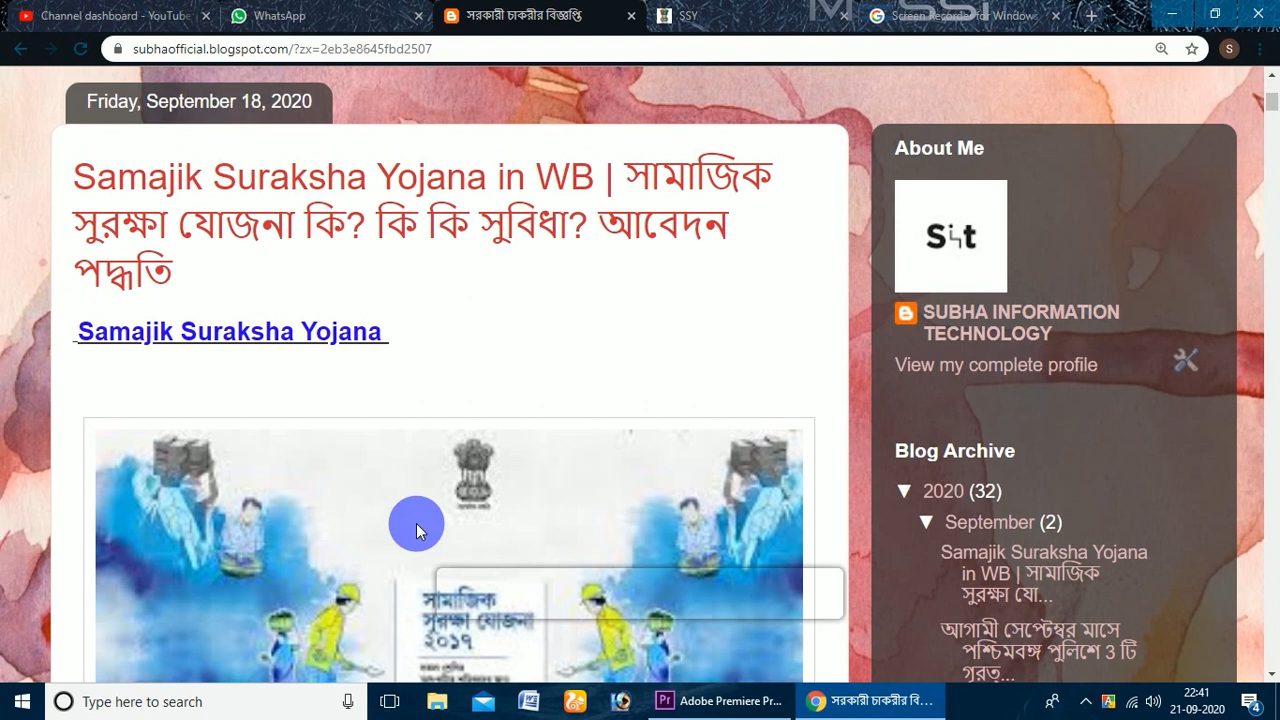 Channel dashboard - YouTube
WhatsApp
সরকারী চাকরীর বিজ্ঞপ্তি
SSY
Screen Recorder for Windows
subhaofficial.blogspot.com/?zx=2eb3e8645fbd2507
S
Friday, September 18, 2020
Samajik Suraksha Yojana in WB | সামাজিক
সুরক্ষা যোজনা কি? কি কি সুবিধা? আবেদন
পদ্ধতি
Samajik Suraksha Yojana
সামাজিক
সুরক্ষা যোজনা
২০১৭
About Me
S১t
SUBHA INFORMATION
TECHNOLOGY
View my complete profile
Blog Archive
▼ 2020 (32)
▼ September (2)
Samajik Suraksha Yojana
in WB | সামাজিক
সুরক্ষা যো...
আগামী সেপ্টেম্বর মাসে
পশ্চিমবঙ্গ পুলিশে 3 টি
গুরুত্...
Type here to search
Pr Adobe Premiere Pr...
সরকারী চাকরীর বি...
22:41
21-09-2020
4